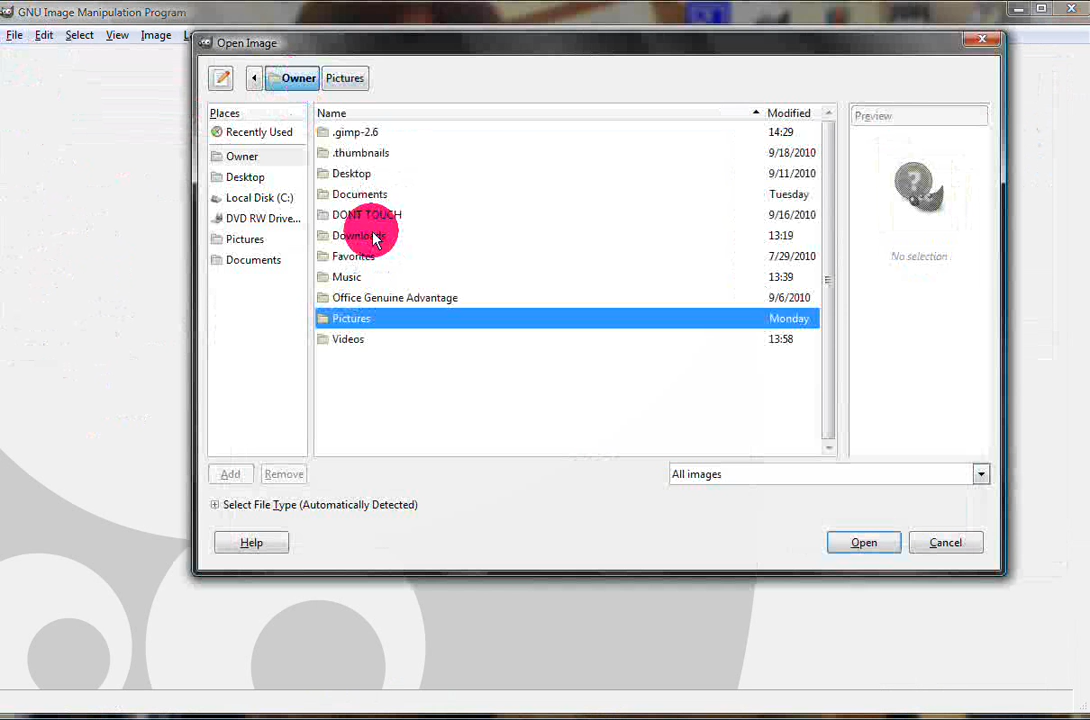 GNU Image Manipulation Program
File Edit Select View Image
Open Image
Owner Pictures
Places
Recently Used
Owner
Desktop
Local Disk (C:)
DVD RW Drive...
Pictures
Documents
Name Modified
.gimp-2.6 14:29
.thumbnails 9/18/2010
Desktop 9/11/2010
Documents Tuesday
DONT TOUCH 9/16/2010
Downloads 13:19
Favorites 7/29/2010
Music 13:39
Office Genuine Advantage 9/6/2010
Pictures Monday
Videos 13:58
Preview
No selection
Add Remove
All images
Select File Type (Automatically Detected)
Help Open Cancel